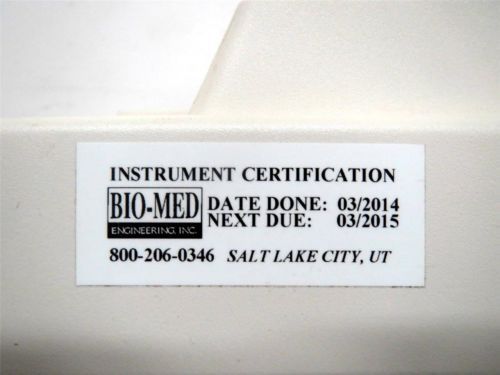 INSTRUMENT CERTIFICATION
BIO-MED
ENGINEERING, INC.
DATE DONE: 03/2014
NEXT DUE: 03/2015
800-206-0346 SALT LAKE CITY, UT